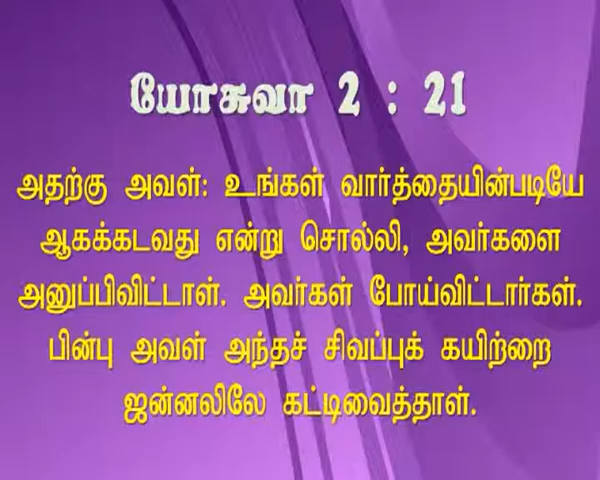 யோசுவா 2 : 21
அதற்கு அவள்: உங்கள் வார்த்தையின்படியே
ஆகக்கடவது என்று சொல்லி, அவர்களை
அனுப்பிவிட்டாள். அவர்கள் போய்விட்டார்கள்.
பின்பு அவள் அந்தச் சிவப்புக் கயிற்றை
ஜன்னலிலே கட்டிவைத்தாள்.